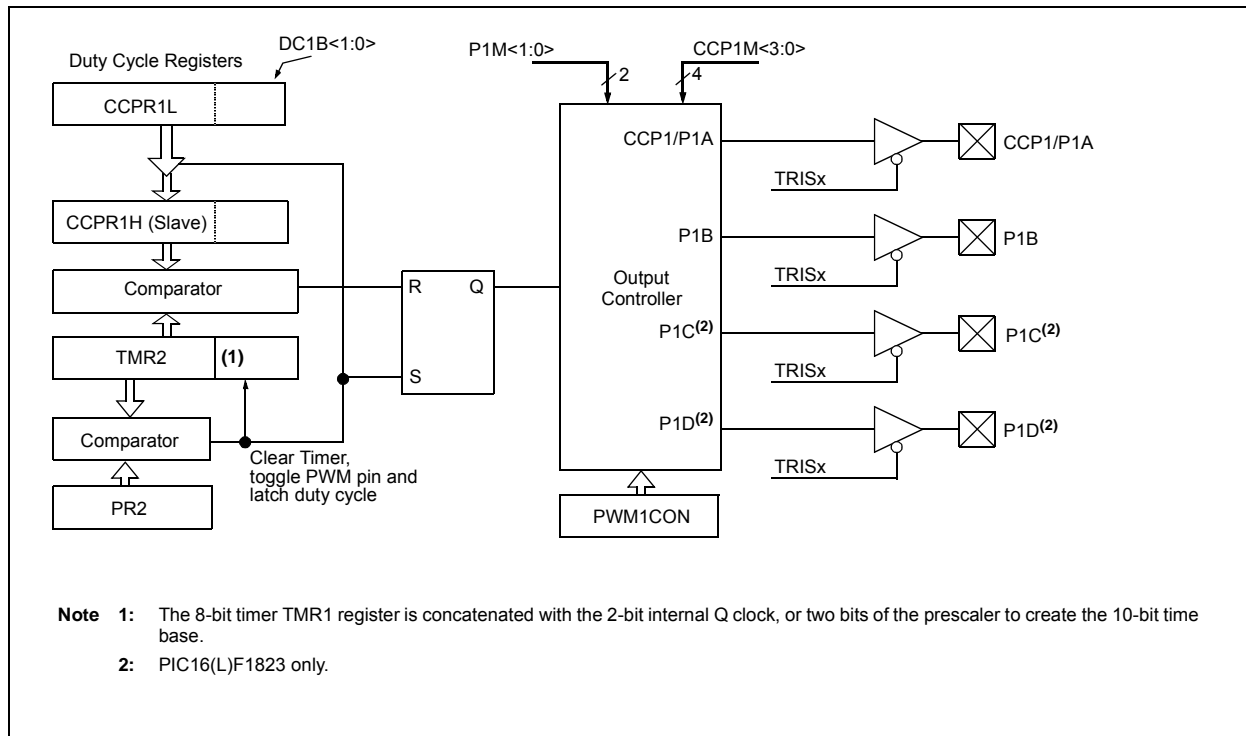 DC1B<1:0>
Duty Cycle Registers
CCPR1L
CCPR1H (Slave)
Comparator
TMR2
(1)
Comparator
PR2
Clear Timer,
toggle PWM pin and
latch duty cycle
R
Q
S
P1M<1:0>
2
CCP1M<3:0>
4
Output
Controller
CCP1/P1A
P1B
P1C(2)
P1D(2)
PWM1CON
TRISx
CCP1/P1A
TRISx
P1B
TRISx
P1C(2)
TRISx
P1D(2)
Note 1: The 8-bit timer TMR1 register is concatenated with the 2-bit internal Q clock, or two bits of the prescaler to create the 10-bit time
base.
2: PIC16(L)F1823 only.